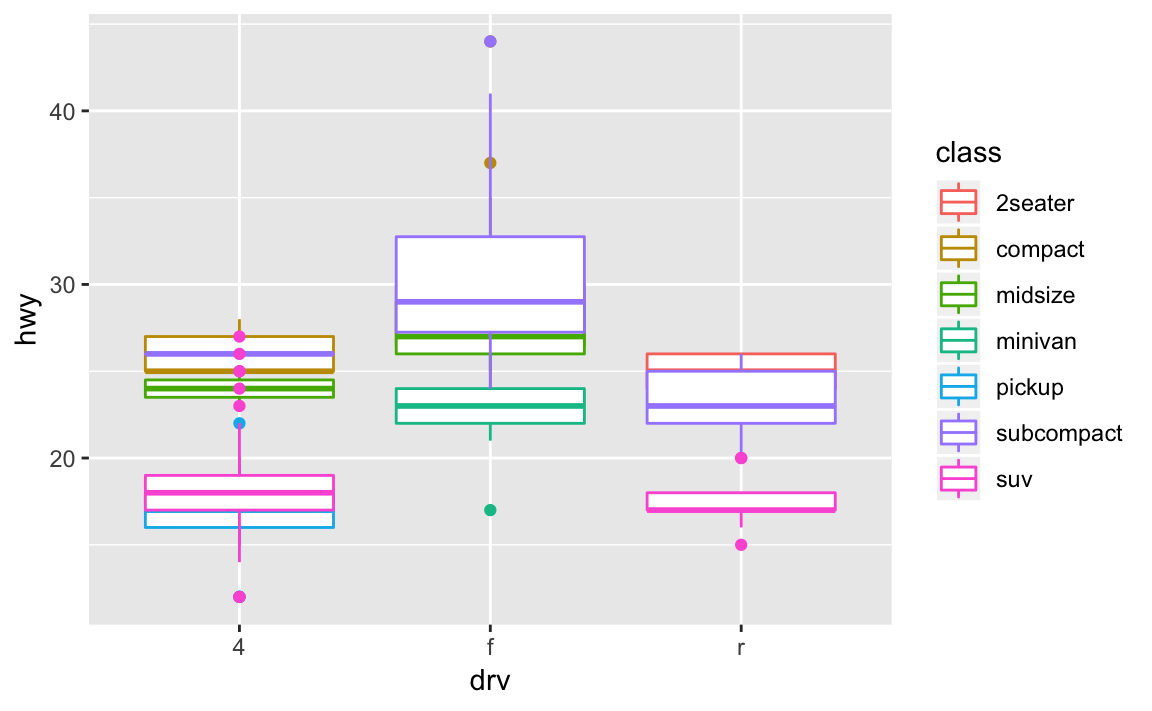 hwy
40
30
20
4 f r
drv
class
2seater
compact
midsize
minivan
pickup
subcompact
suv